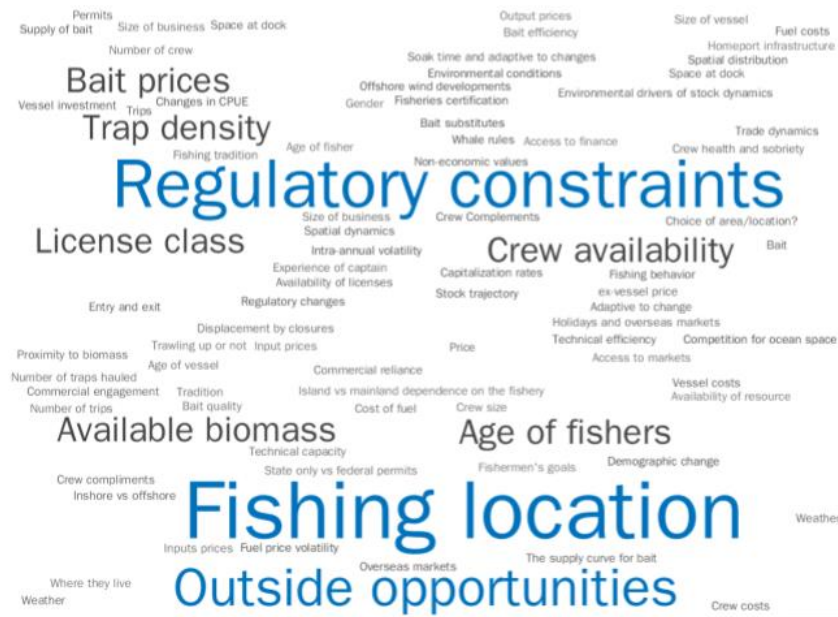 Permits
Output prices
Size of vessel
Supply of bait
Size of business
Space at dock
Bait efficiency
Fuel costs
Number of crew
Homeport infrastructure
Soak time and adaptive to changes
Spatial distribution
Bait prices
Environmental conditions
Space at dock
Offshore wind developments
Environmental drivers of stock dynamics
Vessel investment
Trips
Changes in CPUE
Gender
Fisheries certification
Trap density
Bait substitutes
Trade dynamics
Whale rules
Access to finance
Fishing tradition
Age of fisher
Crew health and sobriety
Non-economic values
Regulatory constraints
Size of business
Crew Complements
Choice of area/location?
Spatial dynamics
License class
Intra-annual volatility
Crew availability
Bait
Experience of captain
Capitalization rates
Fishing behavior
Availability of licenses
Stock trajectory
ex-vessel price
Entry and exit
Regulatory changes
Adaptive to change
Displacement by closures
Holidays and overseas markets
Trawling up or not
Input prices
Price
Technical efficiency
Competition for ocean space
Proximity to biomass
Access to markets
Age of vessel
Commercial reliance
Number of traps hauled
Vessel costs
Commercial engagement
Tradition
Island vs mainland dependence on the fishery
Availability of resource
Number of trips
Bait quality
Cost of fuel
Crew size
Available biomass
Age of fishers
Technical capacity
State only vs federal permits
Fishermen's goals
Demographic change
Crew compliments
Inshore vs offshore
Fishing location
Weather
Inputs prices
Fuel price volatility
Overseas markets
The supply curve for bait
Where they live
Outside opportunities
Weather
Crew costs